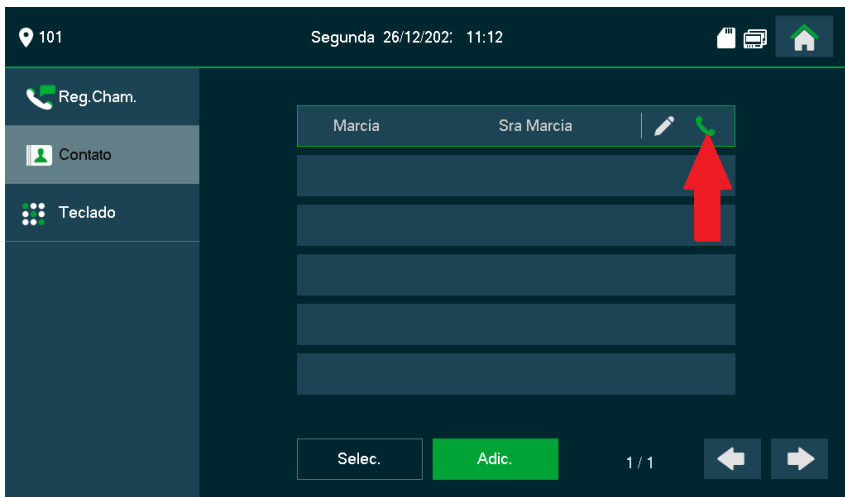 101
Segunda 26/12/202: 11:12
Reg.Cham.
Contato
Teclado
Marcia Sra Marcia
Selec. Adic. 1 / 1